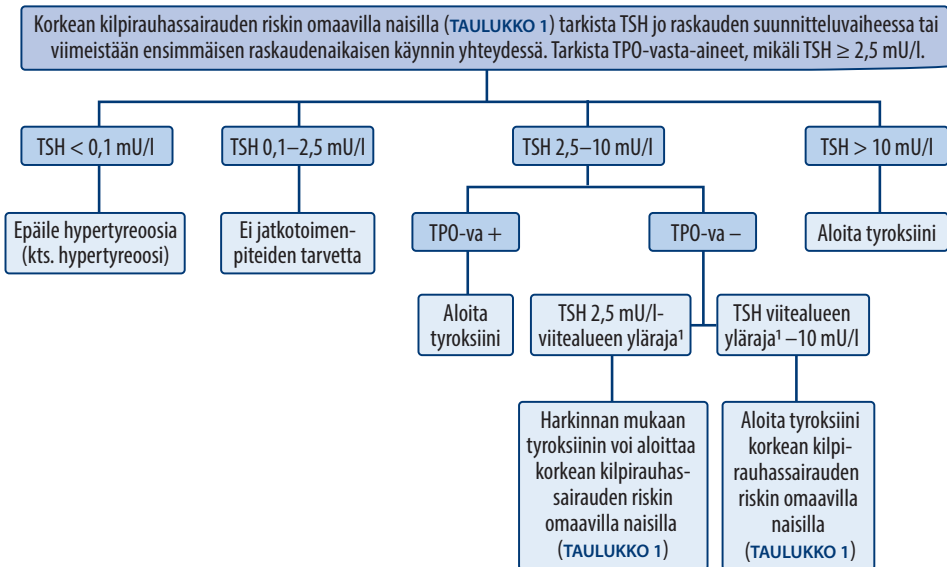 Korkean kilpirauhassairauden riskin omaavilla naisilla (TAULUKKO 1) tarkista TSH jo raskauden suunnitteluvaiheessa tai
viimeistään ensimmäisen raskaudenaikaisen käynnin yhteydessä. Tarkista TPO-vasta-aineet, mikäli TSH ≥ 2,5 mU/l.
TSH < 0,1 mU/l
TSH 0,1–2,5 mU/l
TSH 2,5–10 mU/l
TSH > 10 mU/l
Epäile hypertyreoosia
(kts. hypertyreoosi)
Ei jatkotoimen-
piteiden tarvetta
TPO-va +
TPO-va –
Aloita tyroksiini
Aloita
tyroksiini
TSH 2,5 mU/l-
viitealueen yläraja¹
TSH viitealueen
yläraja¹ –10 mU/l
Harkinnan mukaan
tyroksiinin voi aloittaa
korkean kilpirauhas-
sairauden riskin
omaavilla naisilla
(TAULUKKO 1)
Aloita tyroksiini
korkean kilpi-
rauhassairauden
riskin omaavilla
naisilla
(TAULUKKO 1)